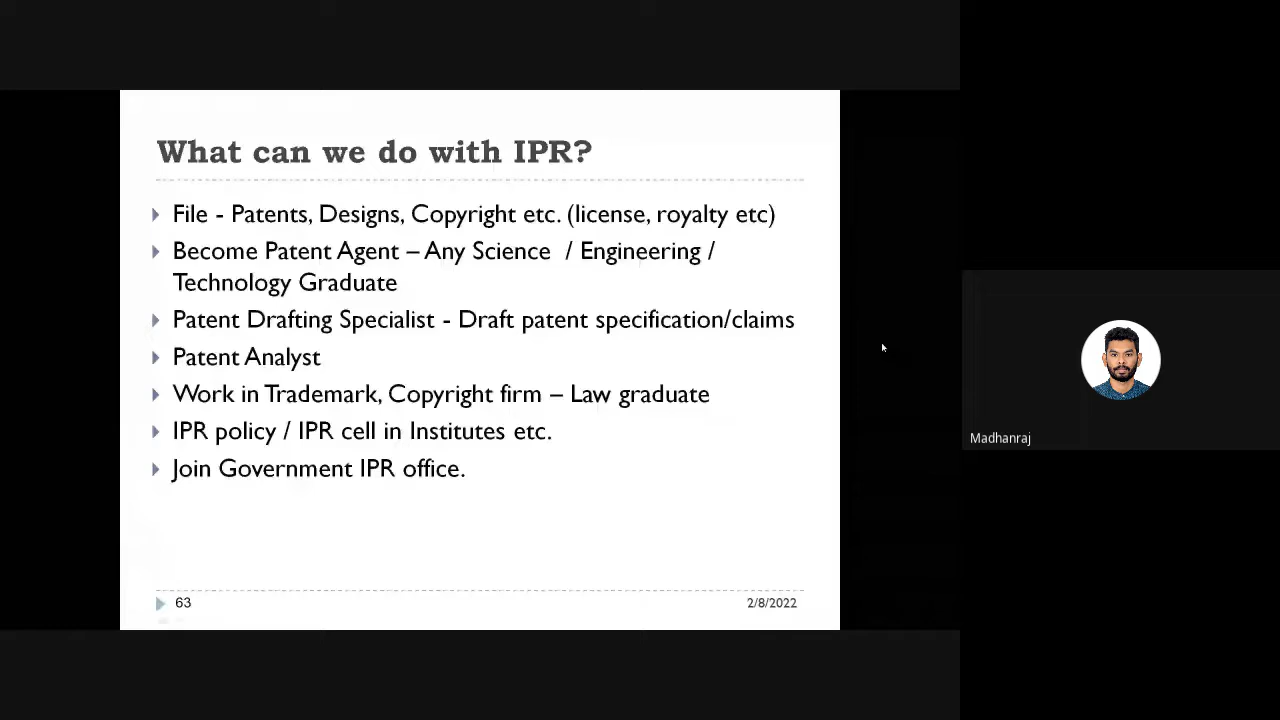 What can we do with IPR?
File - Patents, Designs, Copyright etc. (license, royalty etc)
Become Patent Agent – Any Science / Engineering /
Technology Graduate
Patent Drafting Specialist - Draft patent specification/claims
Patent Analyst
Work in Trademark, Copyright firm – Law graduate
IPR policy / IPR cell in Institutes etc.
Join Government IPR office.
63
2/8/2022
Madhanraj